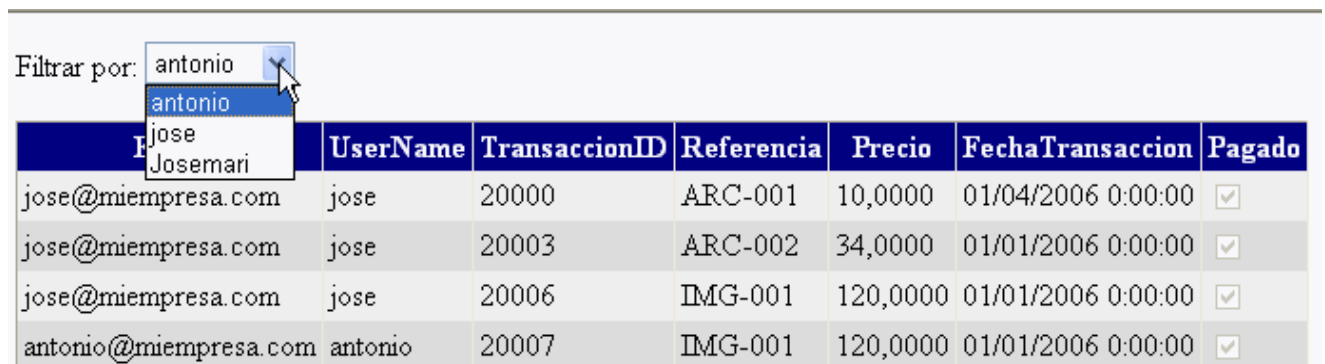 Filtrar por: antonio
antonio
jose
Josemari
UserName TransaccionID Referencia Precio FechaTransaccion Pagado
jose@miempresa.com jose 20000 ARC-001 10,0000 01/04/2006 0:00:00
jose@miempresa.com jose 20003 ARC-002 34,0000 01/01/2006 0:00:00
jose@miempresa.com jose 20006 IMG-001 120,0000 01/01/2006 0:00:00
antonio@miempresa.com antonio 20007 IMG-001 120,0000 01/01/2006 0:00:00